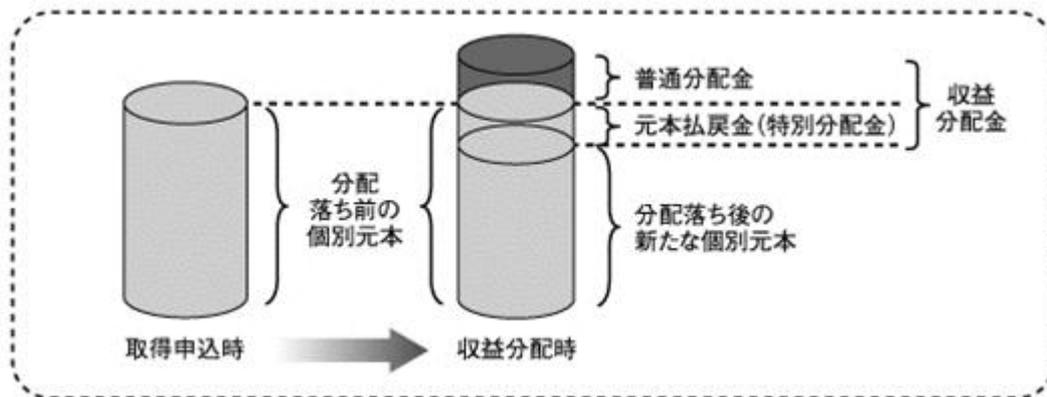 普通分配金
元本払戻金(特別分配金)
収益
分配金
分配
落ち前の
個別元本
分配落ち後の
新たな個別元本
取得申込時
収益分配時